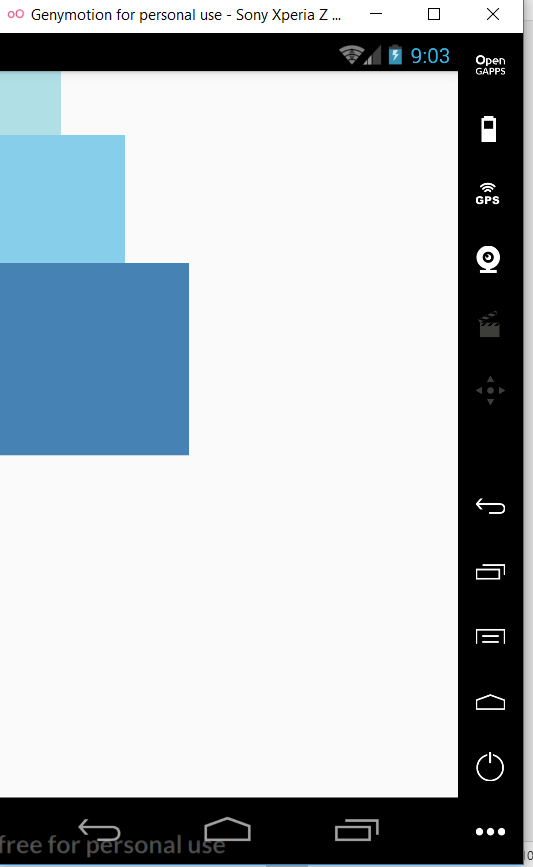 Genymotion for personal use - Sony Xperia Z ...
9:03
Open
GAPPS
GPS
free for personal use